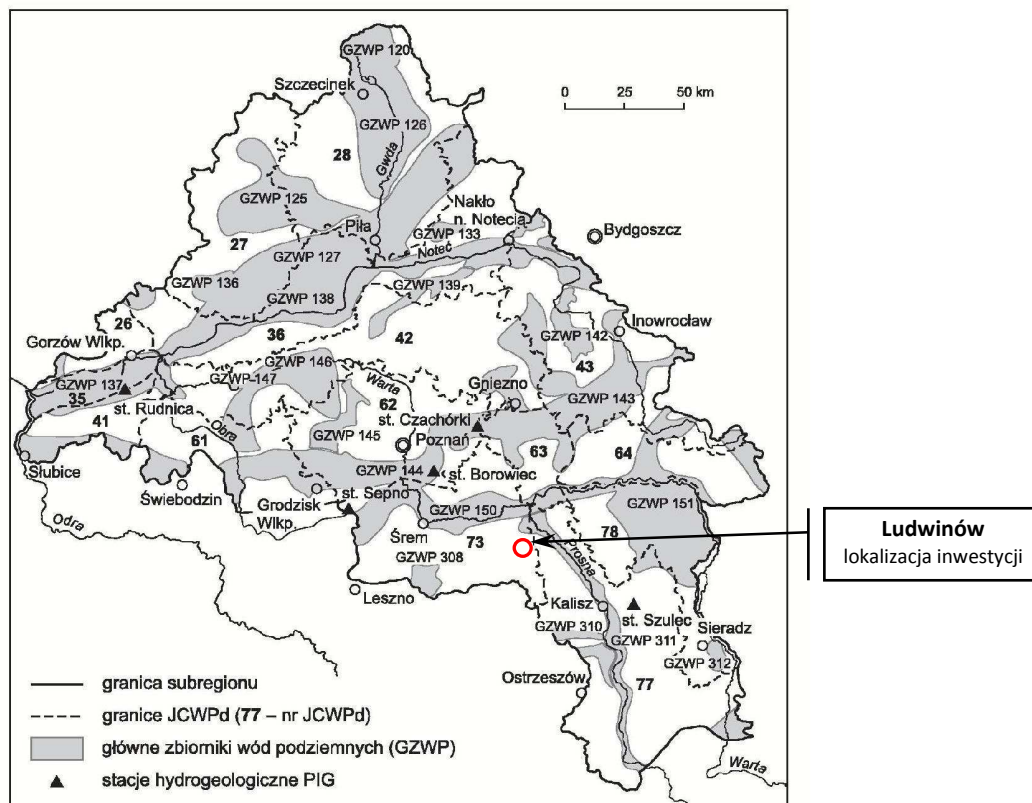 GZWP 120
Szczecinek
0 25 50 km
GZWP 126
28
Gwda
GZWP 125
Nakło
n. Notecią
Piła
GZWP 133
Bydgoszcz
27
Noteć
GZWP 127
GZWP 136
GZWP 139
GZWP 138
26
36
42
Inowrocław
GZWP 142
Gorzów Wlkp.
GZWP 146
43
GZWP 137
GZWP 147
Warta
Gniezno
35
62
GZWP 143
st. Rudnica
st. Czachórki
41
Obra
61
GZWP 145
Poznań
63
64
Słubice
GZWP 144
st. Borowiec
Świebodzin
Grodzisk
Wlkp.
st. Sepno
GZWP 151
GZWP 150
Odra
Śrem
73
78
Prosna
Ludwinów
lokalizacja inwestycji
GZWP 308
Leszno
Kalisz
st. Szulec
GZWP 310
GZWP 311
Sieradz
GZWP 312
Ostrzeszów
77
Warta
granica subregionu
granice JCWPd (77 – nr JCWPd)
główne zbiorniki wód podziemnych (GZWP)
stacje hydrogeologiczne PIG